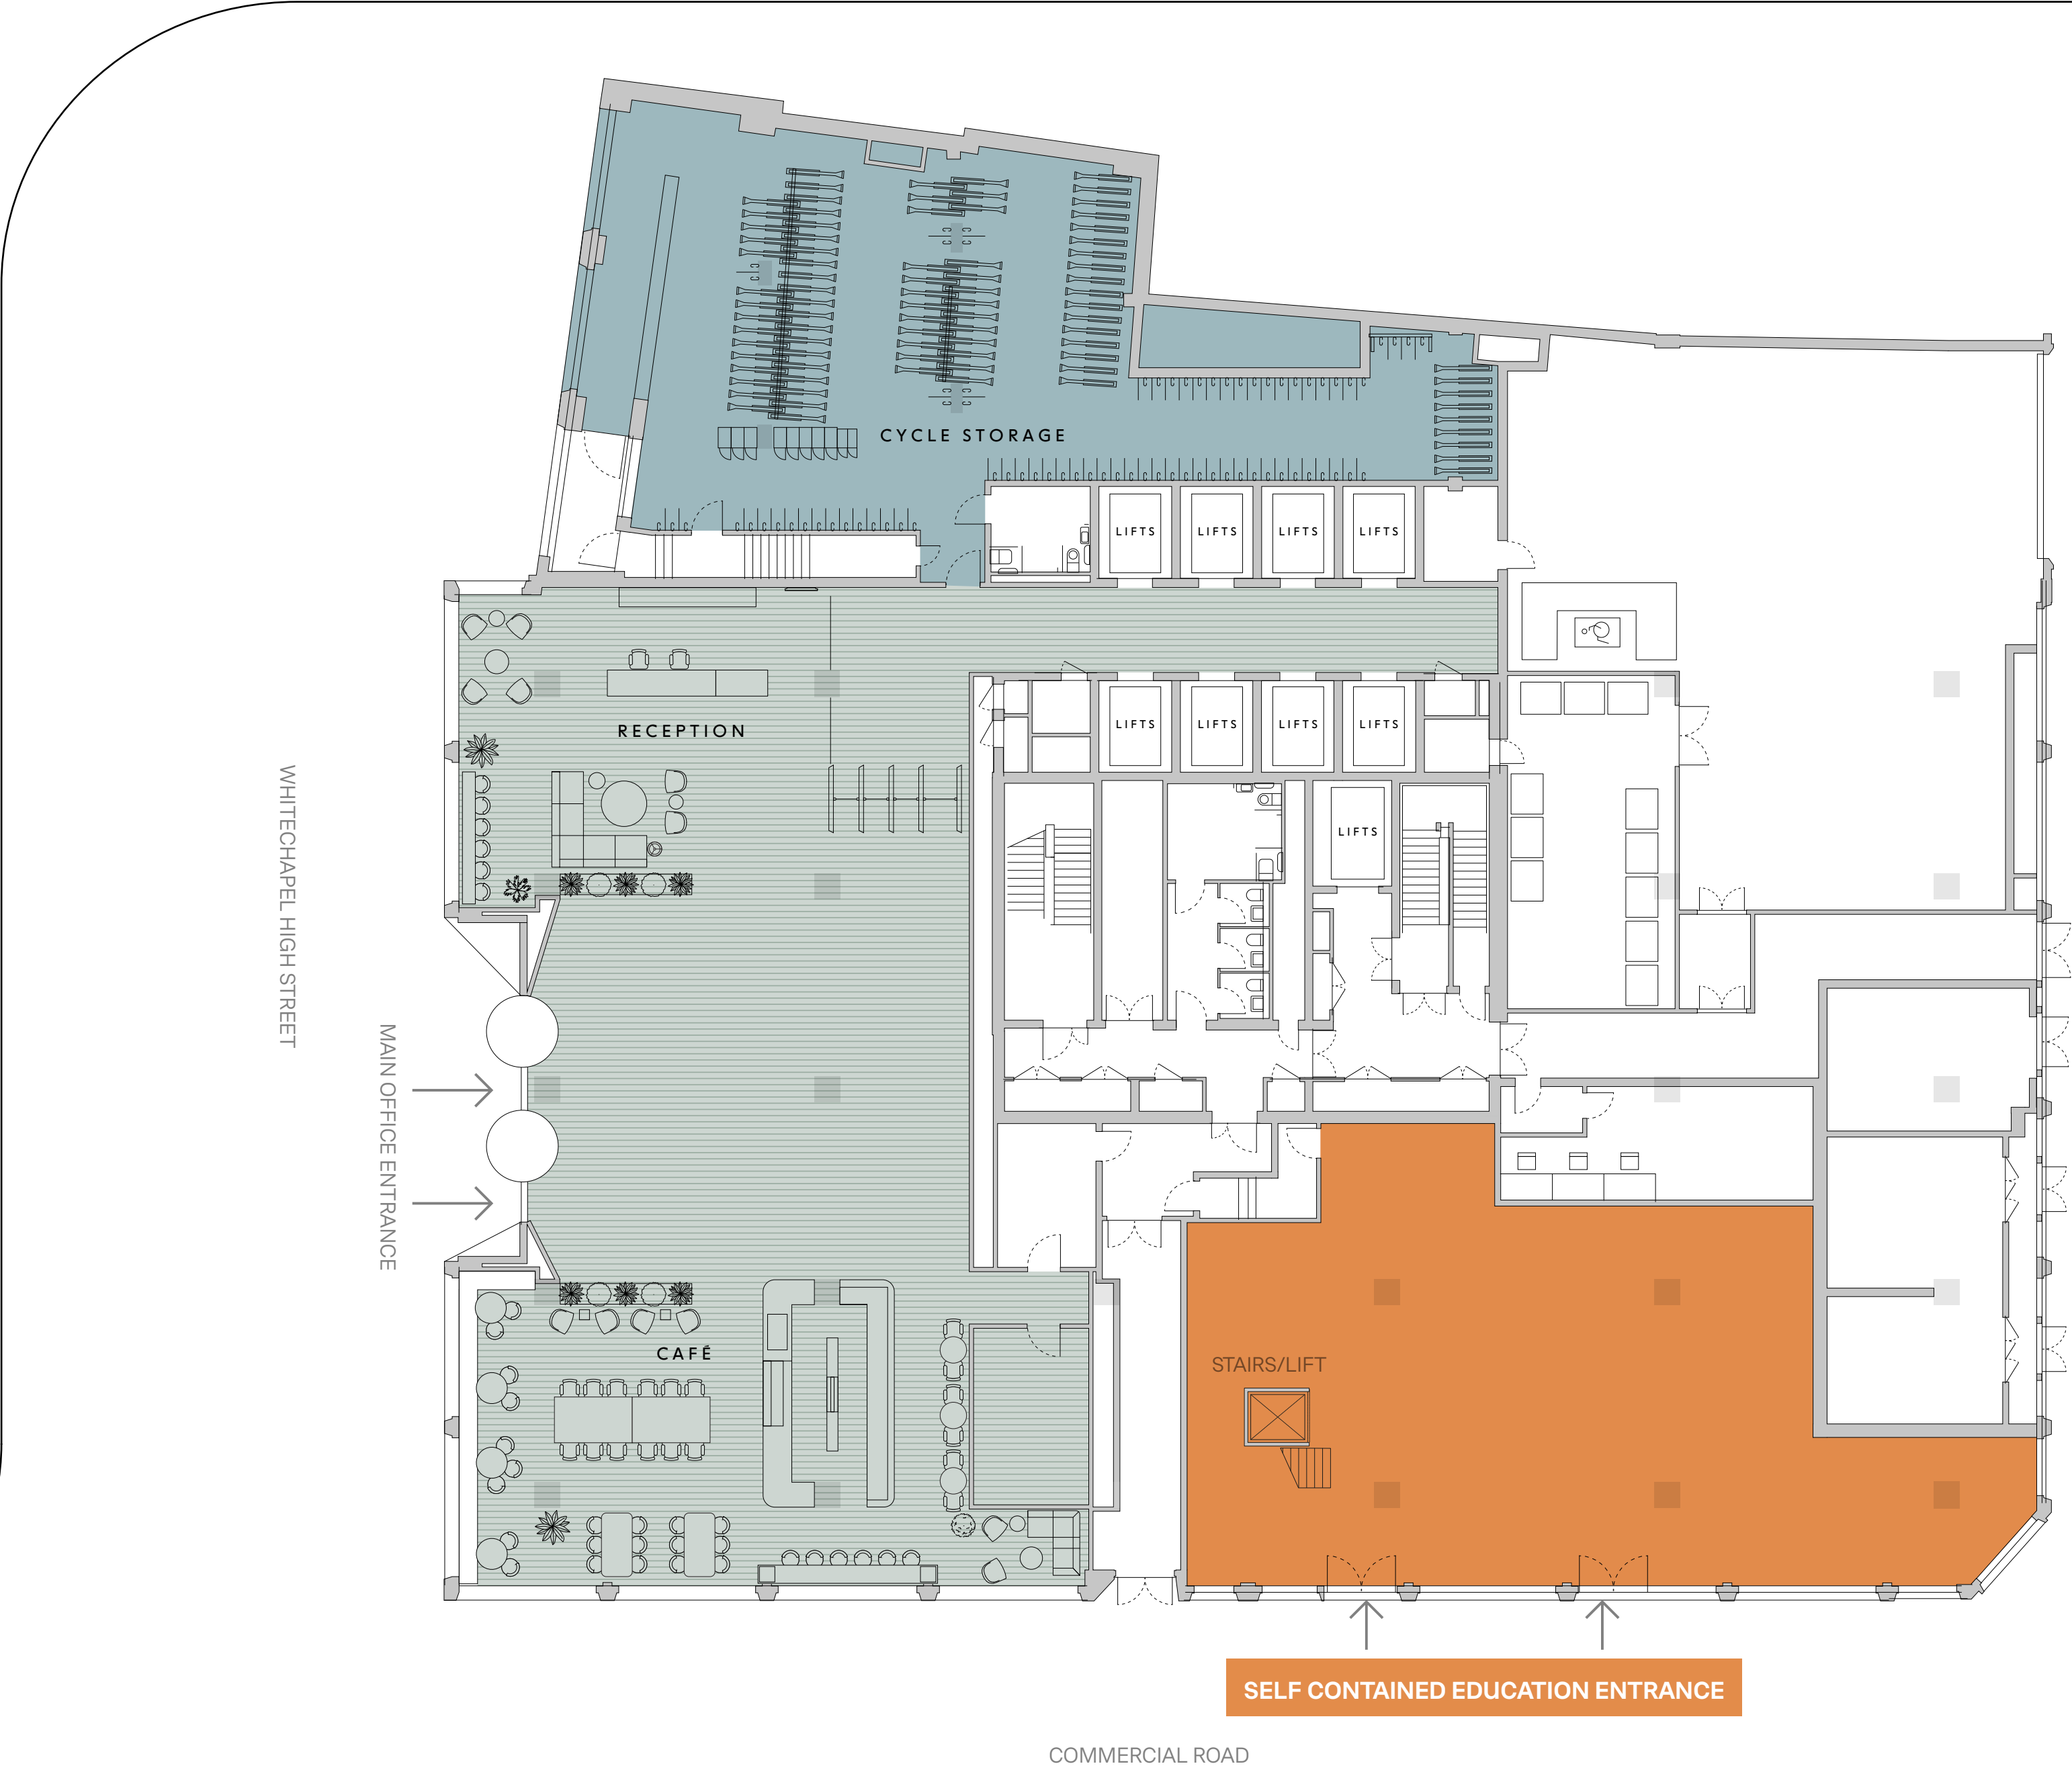 CYCLE STORAGE
LIFTS
LIFTS
LIFTS
LIFTS
RECEPTION
LIFTS
LIFTS
LIFTS
LIFTS
LIFTS
WHITECHAPEL HIGH STREET
MAIN OFFICE ENTRANCE
CAFÉ
STAIRS/LIFT
SELF CONTAINED EDUCATION ENTRANCE
COMMERCIAL ROAD